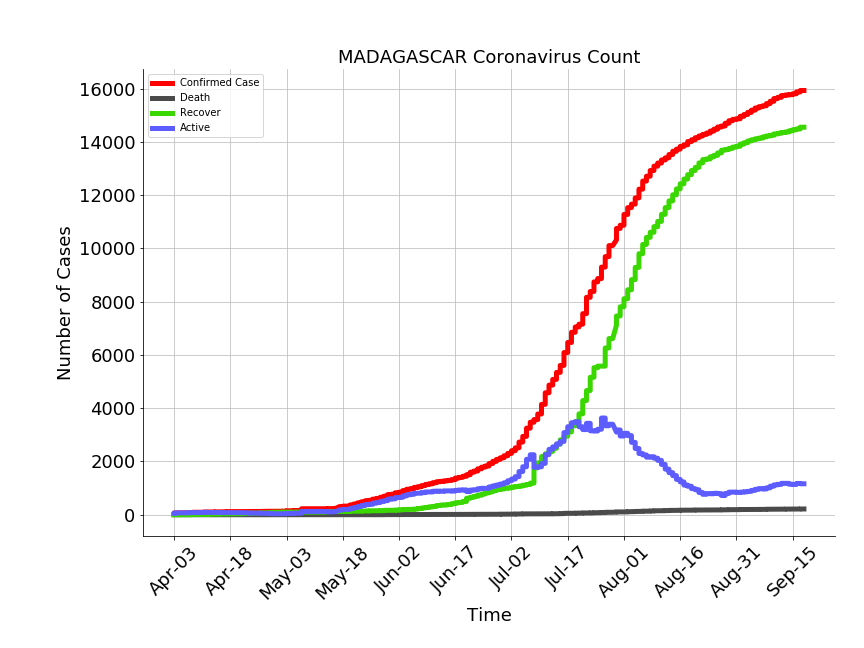 MADAGASCAR Coronavirus Count
Confirmed Case
Death
Recover
Active
Number of Cases
16000
14000
12000
10000
8000
6000
4000
2000
0
Apr-03
Apr-18
May-03
May-18
Jun-02
Jun-17
Jul-02
Jul-17
Aug-01
Aug-16
Aug-31
Sep-15
Time